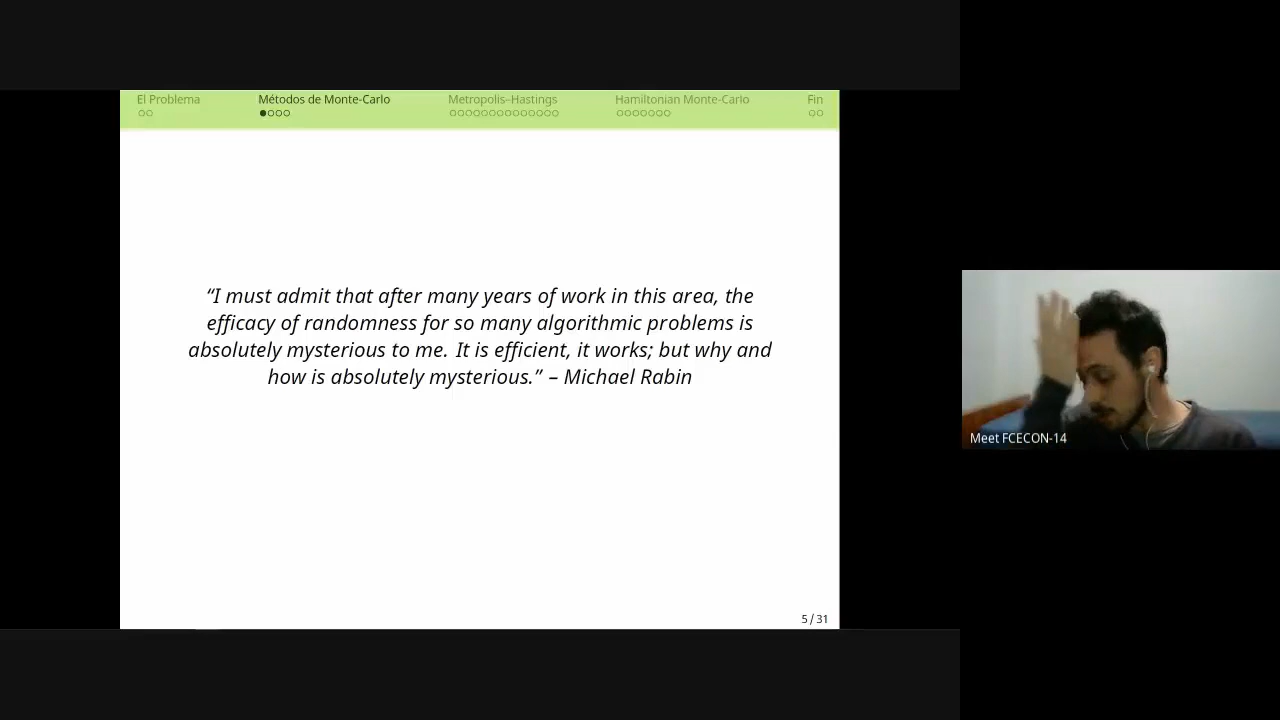 El Problema
Métodos de Monte-Carlo
Metropolis–Hastings
Hamiltonian Monte-Carlo
Fin
“I must admit that after many years of work in this area, the
efficacy of randomness for so many algorithmic problems is
absolutely mysterious to me. It is efficient, it works; but why and
how is absolutely mysterious.” – Michael Rabin
5 / 31
Meet FCECON-14